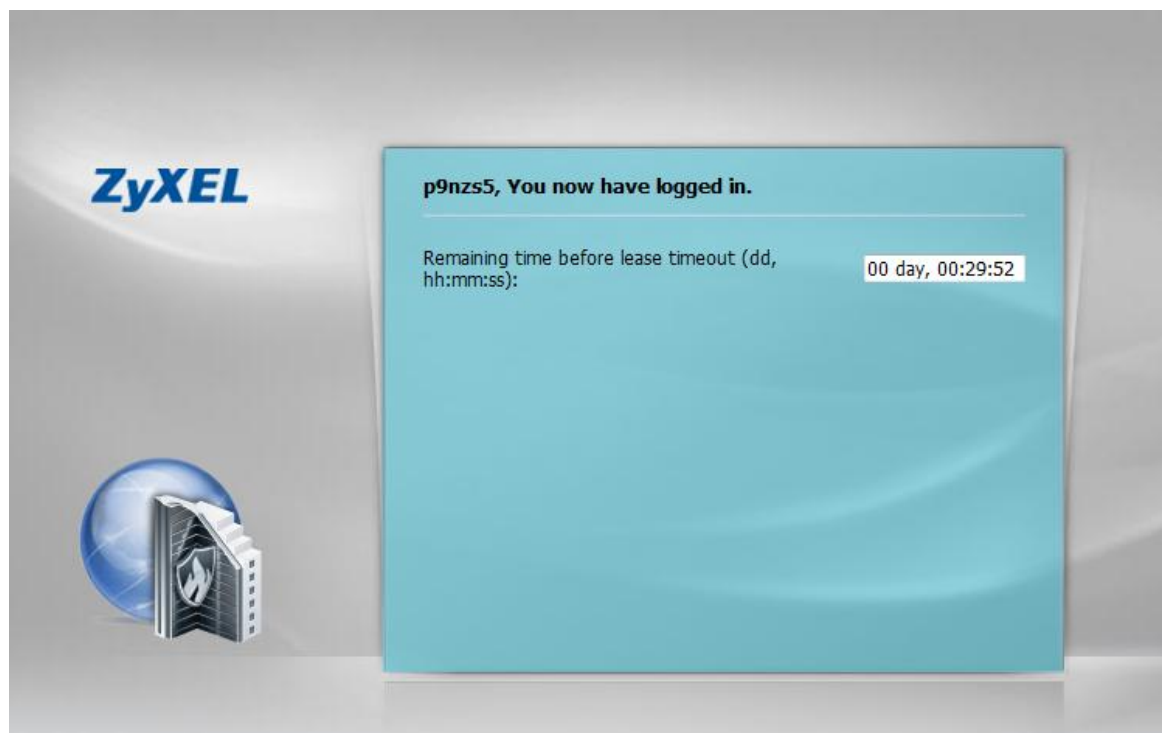 ZyXEL
p9nzs5, You now have logged in.
Remaining time before lease timeout (dd,
hh:mm:ss):
00 day, 00:29:52